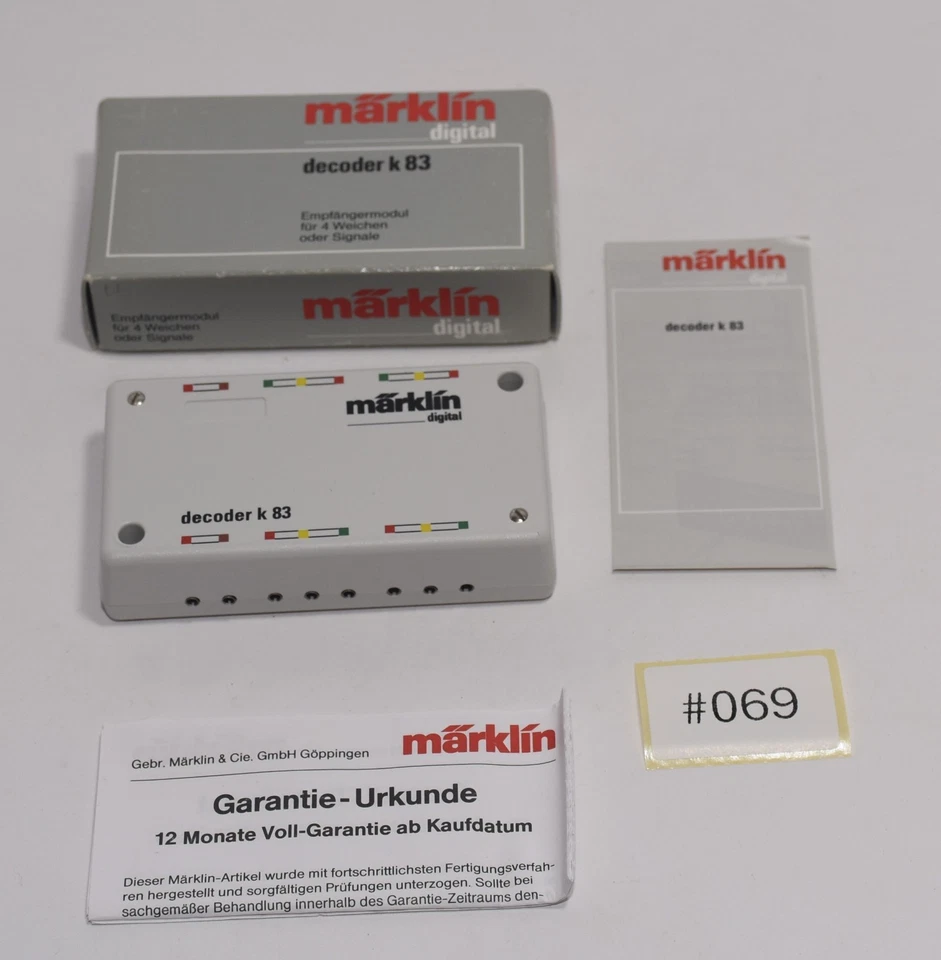 märklin
digital
decoder k 83
Empfängermodul
für 4 Weichen
oder Signale
Empfängermodul
für 4 Weichen
oder Signale
märklin
digital
märklin
digital
decoder k 83
märklin
digital
decoder k 83
Gebr. Märklin & Cie. GmbH Göppingen
märklin
Garantie-Urkunde
12 Monate Voll-Garantie ab Kaufdatum
Dieser Märklin-Artikel wurde mit fortschrittlichsten Fertigungsverfah-
ren hergestellt und sorgfältigen Prüfungen unterzogen. Sollte bei
sachgemäßer Behandlung innerhalb des Garantie-Zeitraums den-
#069